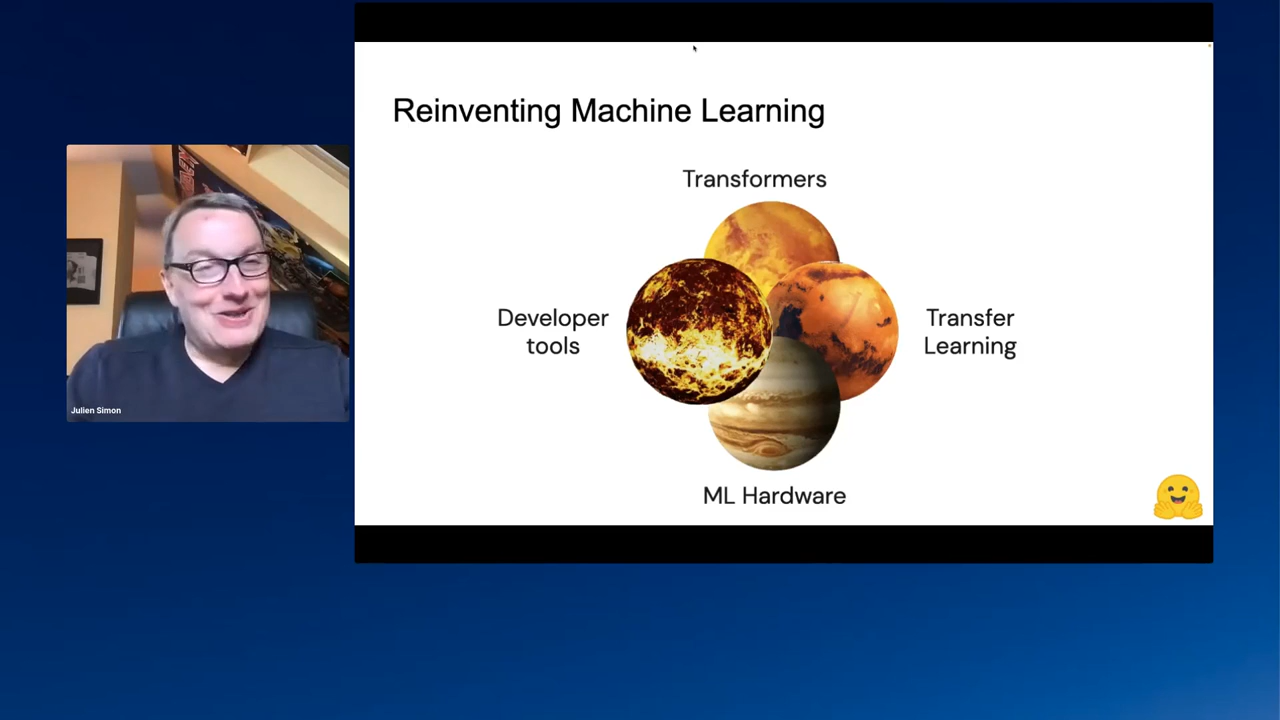 Reinventing Machine Learning
Transformers
Developer
tools
Transfer
Learning
ML Hardware
Julien Simon